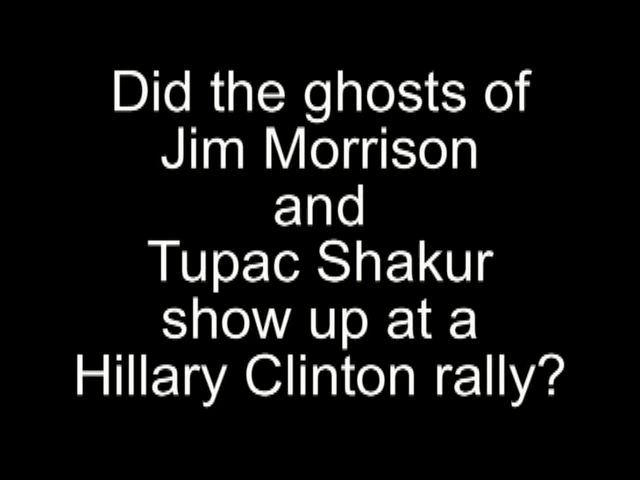 Did the ghosts of
Jim Morrison
and
Tupac Shakur
show up at a
Hillary Clinton rally?